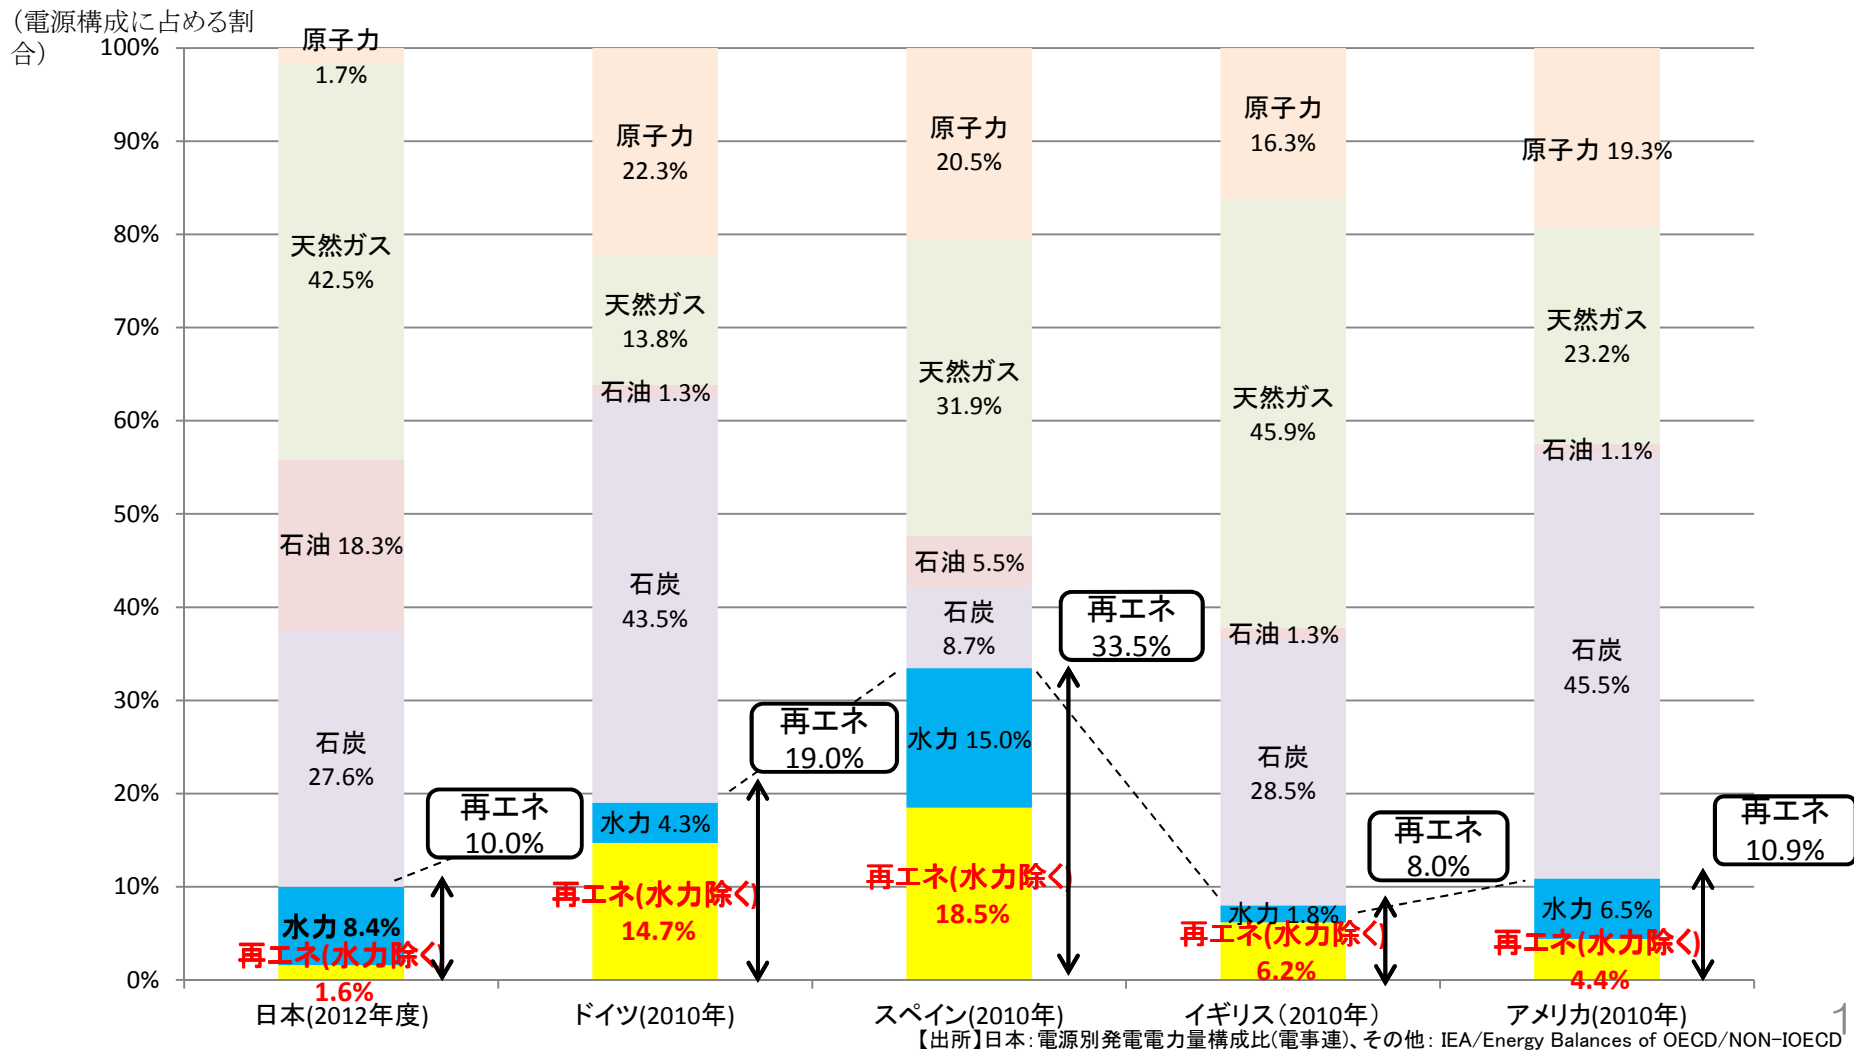 (電源構成に占める割
合)
100%
90%
80%
70%
60%
50%
40%
30%
20%
10%
0%
原子力
1.7%
天然ガス
42.5%
石油 18.3%
石炭
27.6%
水力 8.4%
再エネ(水力除く)
1.6%
再エネ
10.0%
日本(2012年度)
原子力
22.3%
天然ガス
13.8%
石油 1.3%
石炭
43.5%
水力 4.3%
再エネ(水力除く)
14.7%
再エネ
19.0%
ドイツ(2010年)
原子力
20.5%
天然ガス
31.9%
石油 5.5%
石炭
8.7%
水力 15.0%
再エネ(水力除く)
18.5%
再エネ
33.5%
スペイン(2010年)
原子力
16.3%
天然ガス
45.9%
石油 1.3%
石炭
28.5%
水力 1.8%
再エネ(水力除く)
6.2%
再エネ
8.0%
イギリス(2010年)
原子力 19.3%
天然ガス
23.2%
石油 1.1%
石炭
45.5%
水力 6.5%
再エネ(水力除く)
4.4%
再エネ
10.9%
アメリカ(2010年)
【出所】日本:電源別発電電力量構成比(電事連)、その他: IEA/Energy Balances of OECD/NON-IOECD
1